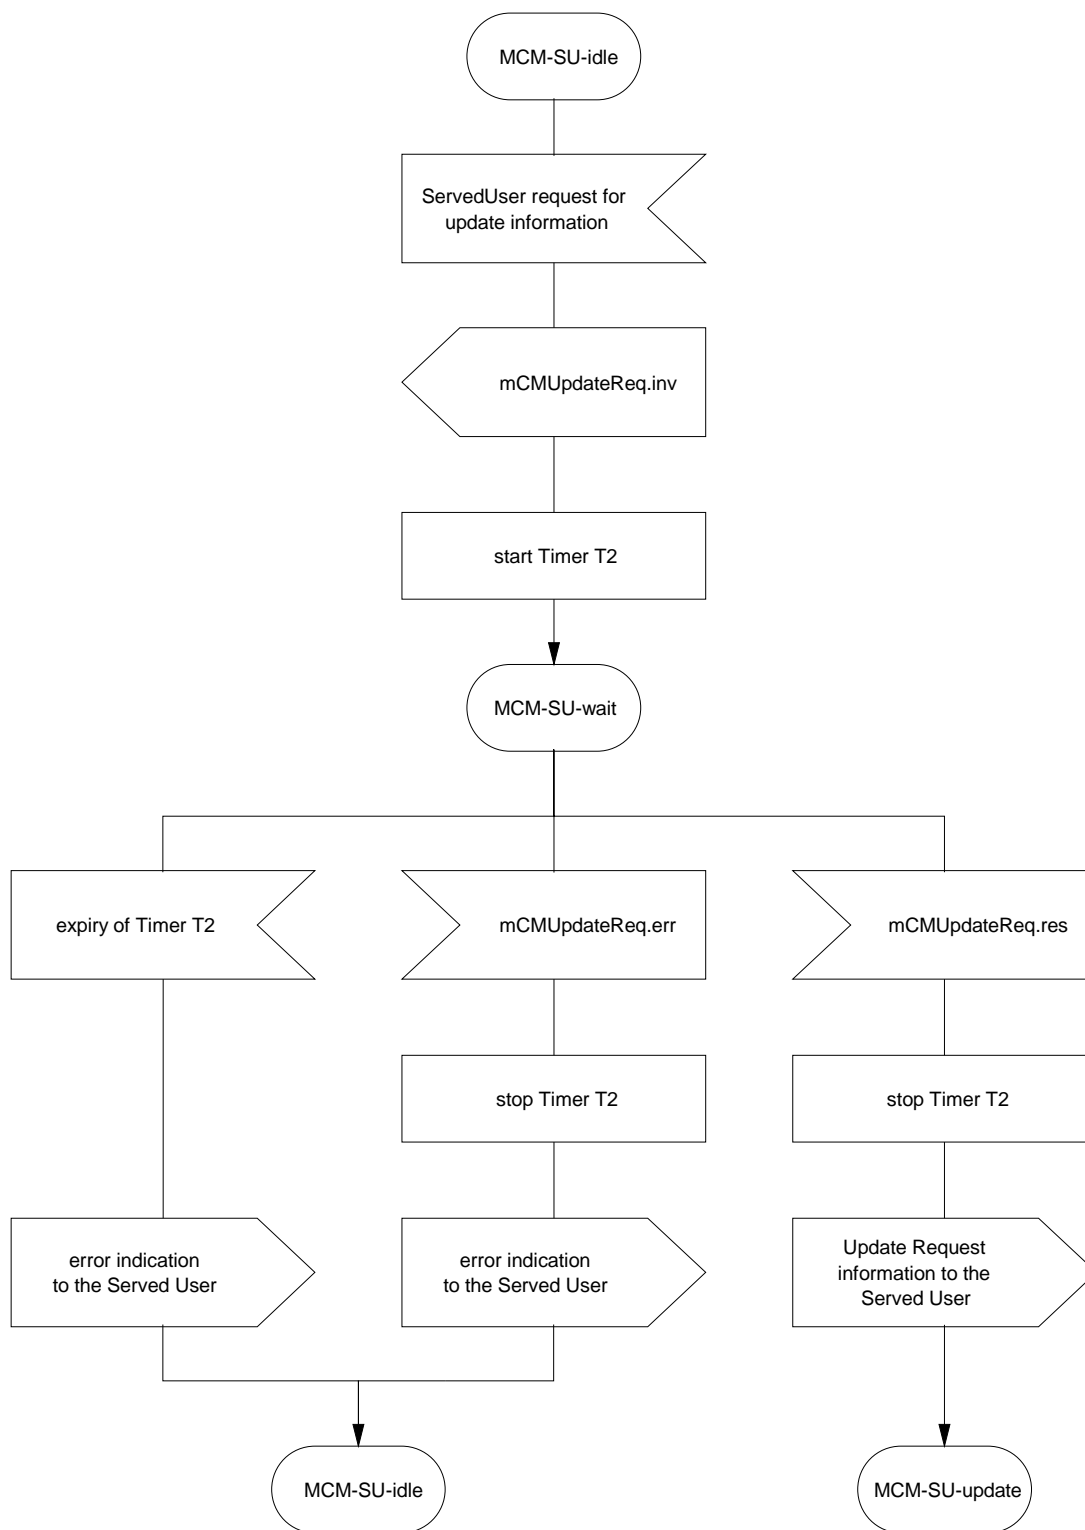 MCM-SU-idle
ServedUser request for
update information
mCMUpdateReq.inv
start Timer T2
MCM-SU-wait
expiry of Timer T2
mCMUpdateReq.err
mCMUpdateReq.res
stop Timer T2
stop Timer T2
error indication
to the Served User
error indication
to the Served User
Update Request
information to the
Served User
MCM-SU-idle
MCM-SU-update